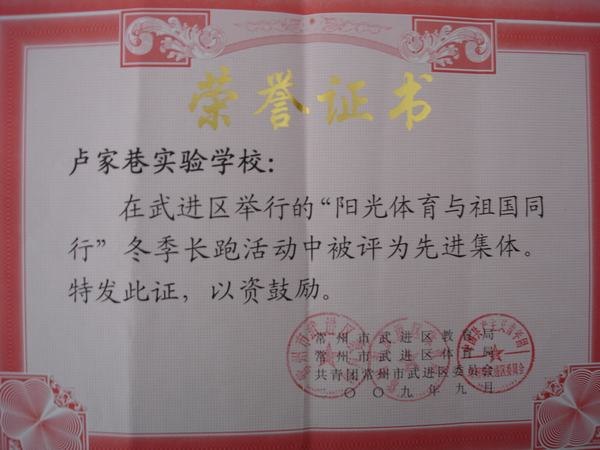 荣誉证书
卢家巷实验学校：
在武进区举行的“阳光体育与祖国同
行”冬季长跑活动中被评为先进集体。
特发此证，以资鼓励。
常州市武进区教育局
常州市武进区体育局
共青团常州市武进区委员会
二〇〇九年九月